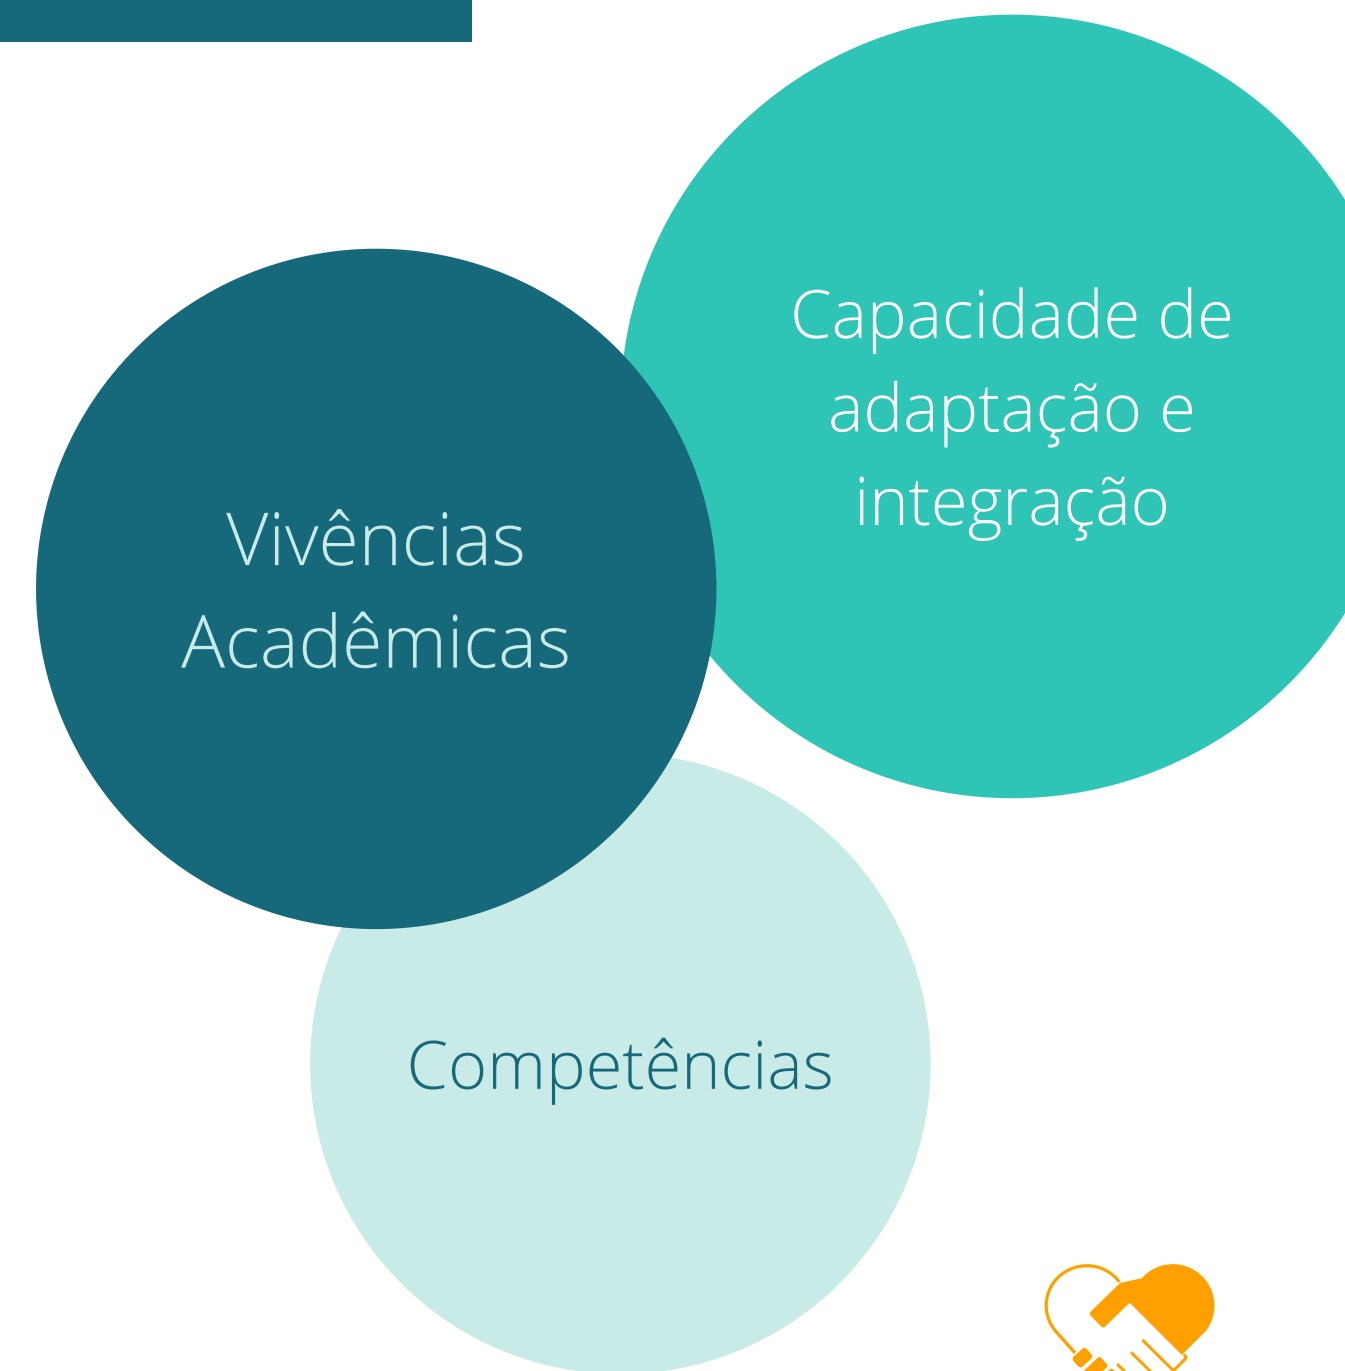 Capacidade de
adaptação e
integração
Vivências
Acadêmicas
Competências